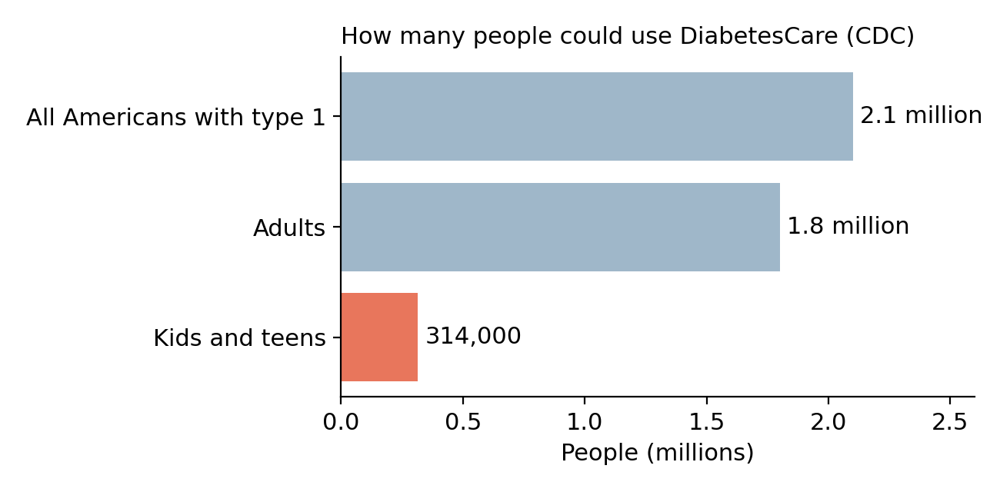 How many people could use DiabetesCare (CDC)
All Americans with type 1
2.1 million
Adults
1.8 million
Kids and teens
314,000
0.0 0.5 1.0 1.5 2.0 2.5
People (millions)